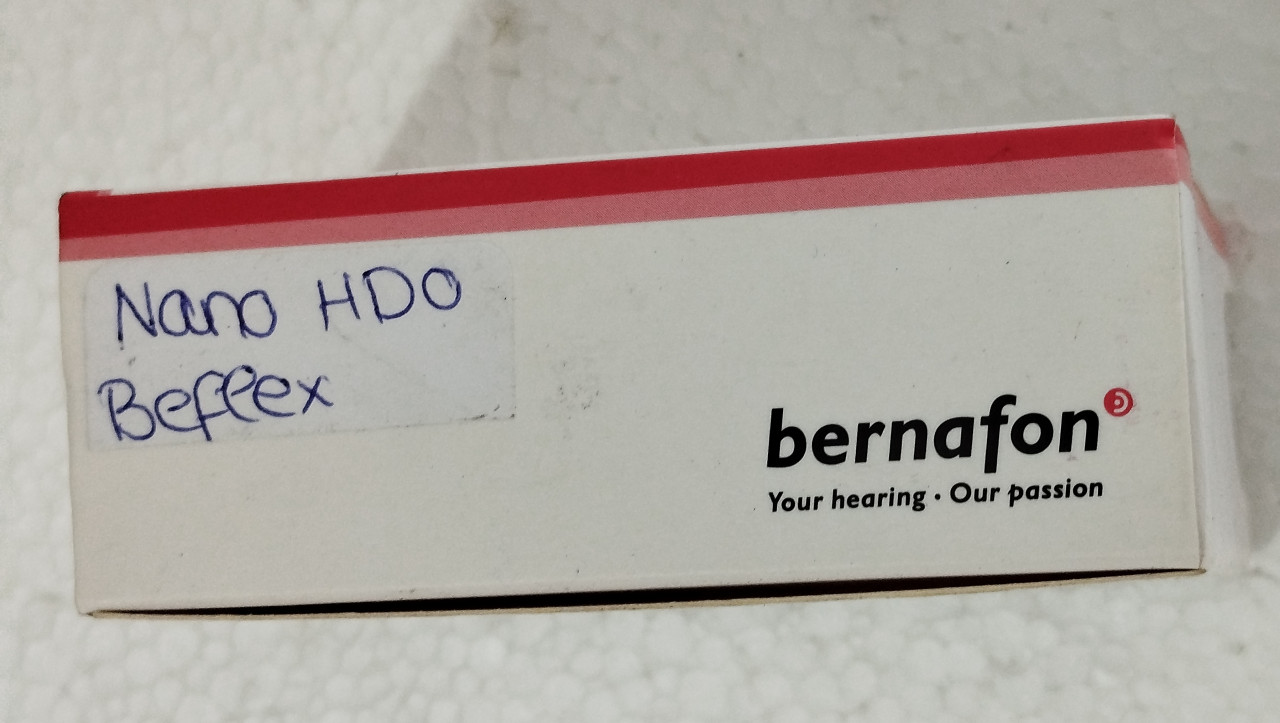 Nano HDO
Beflex
bernafon
Your hearing · Our passion